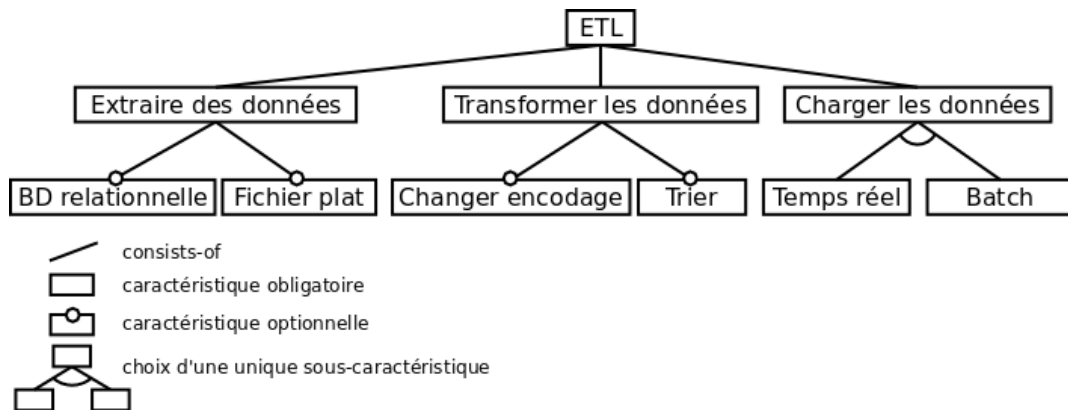 ETL
Extraire des données
Transformer les données
Charger les données
BD relationnelle
Fichier plat
Changer encodage
Trier
Temps réel
Batch
consists-of
caractéristique obligatoire
caractéristique optionnelle
choix d'une unique sous-caractéristique